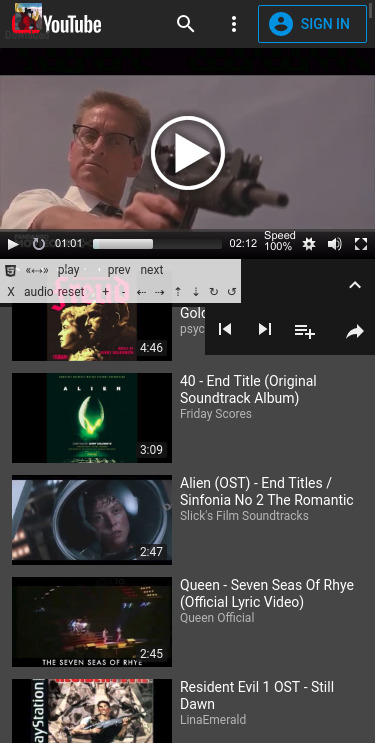 YouTube
SIGN IN
01:01
02:12
Speed
100%
«↔» play prev next
X audio reset + - ⇠ ⇢ ⇡ ⇣ ↻ ↺
Freud
Gold
psyc
4:46
40 - End Title (Original
Soundtrack Album)
Friday Scores
ALIEN
3:09
Alien (OST) - End Titles /
Sinfonia No 2 The Romantic
Slick's Film Soundtracks
2:47
Queen - Seven Seas Of Rhye
(Official Lyric Video)
Queen Official
2:45
THE SEVEN SEAS OF RHYE
Resident Evil 1 OST - Still
Dawn
LinaEmerald
PlayStation